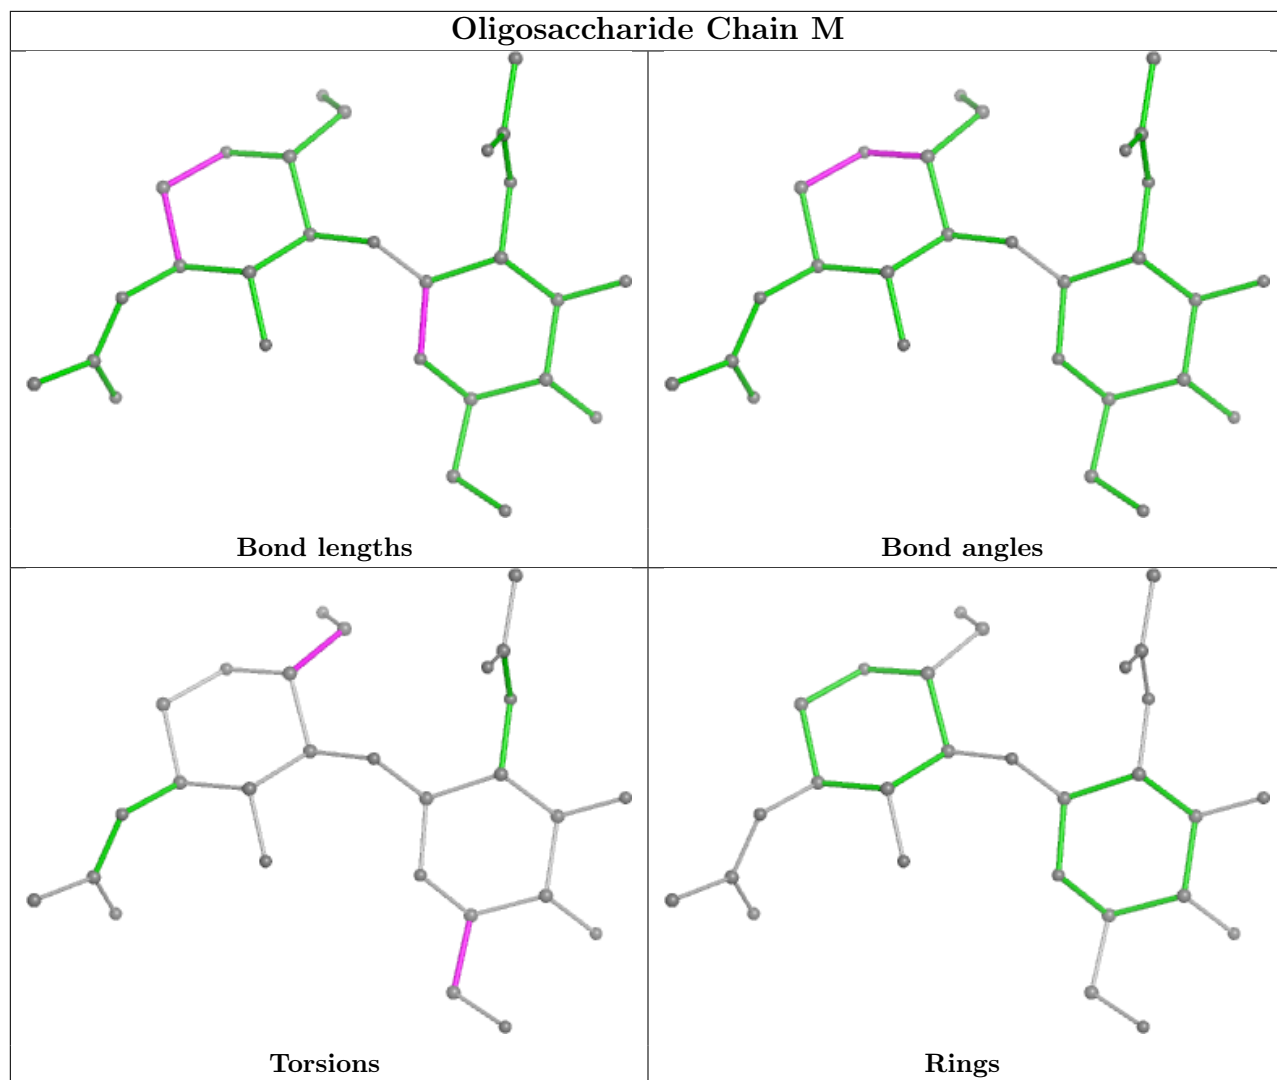 Oligosaccharide Chain M
Bond lengths
Bond angles
Torsions
Rings